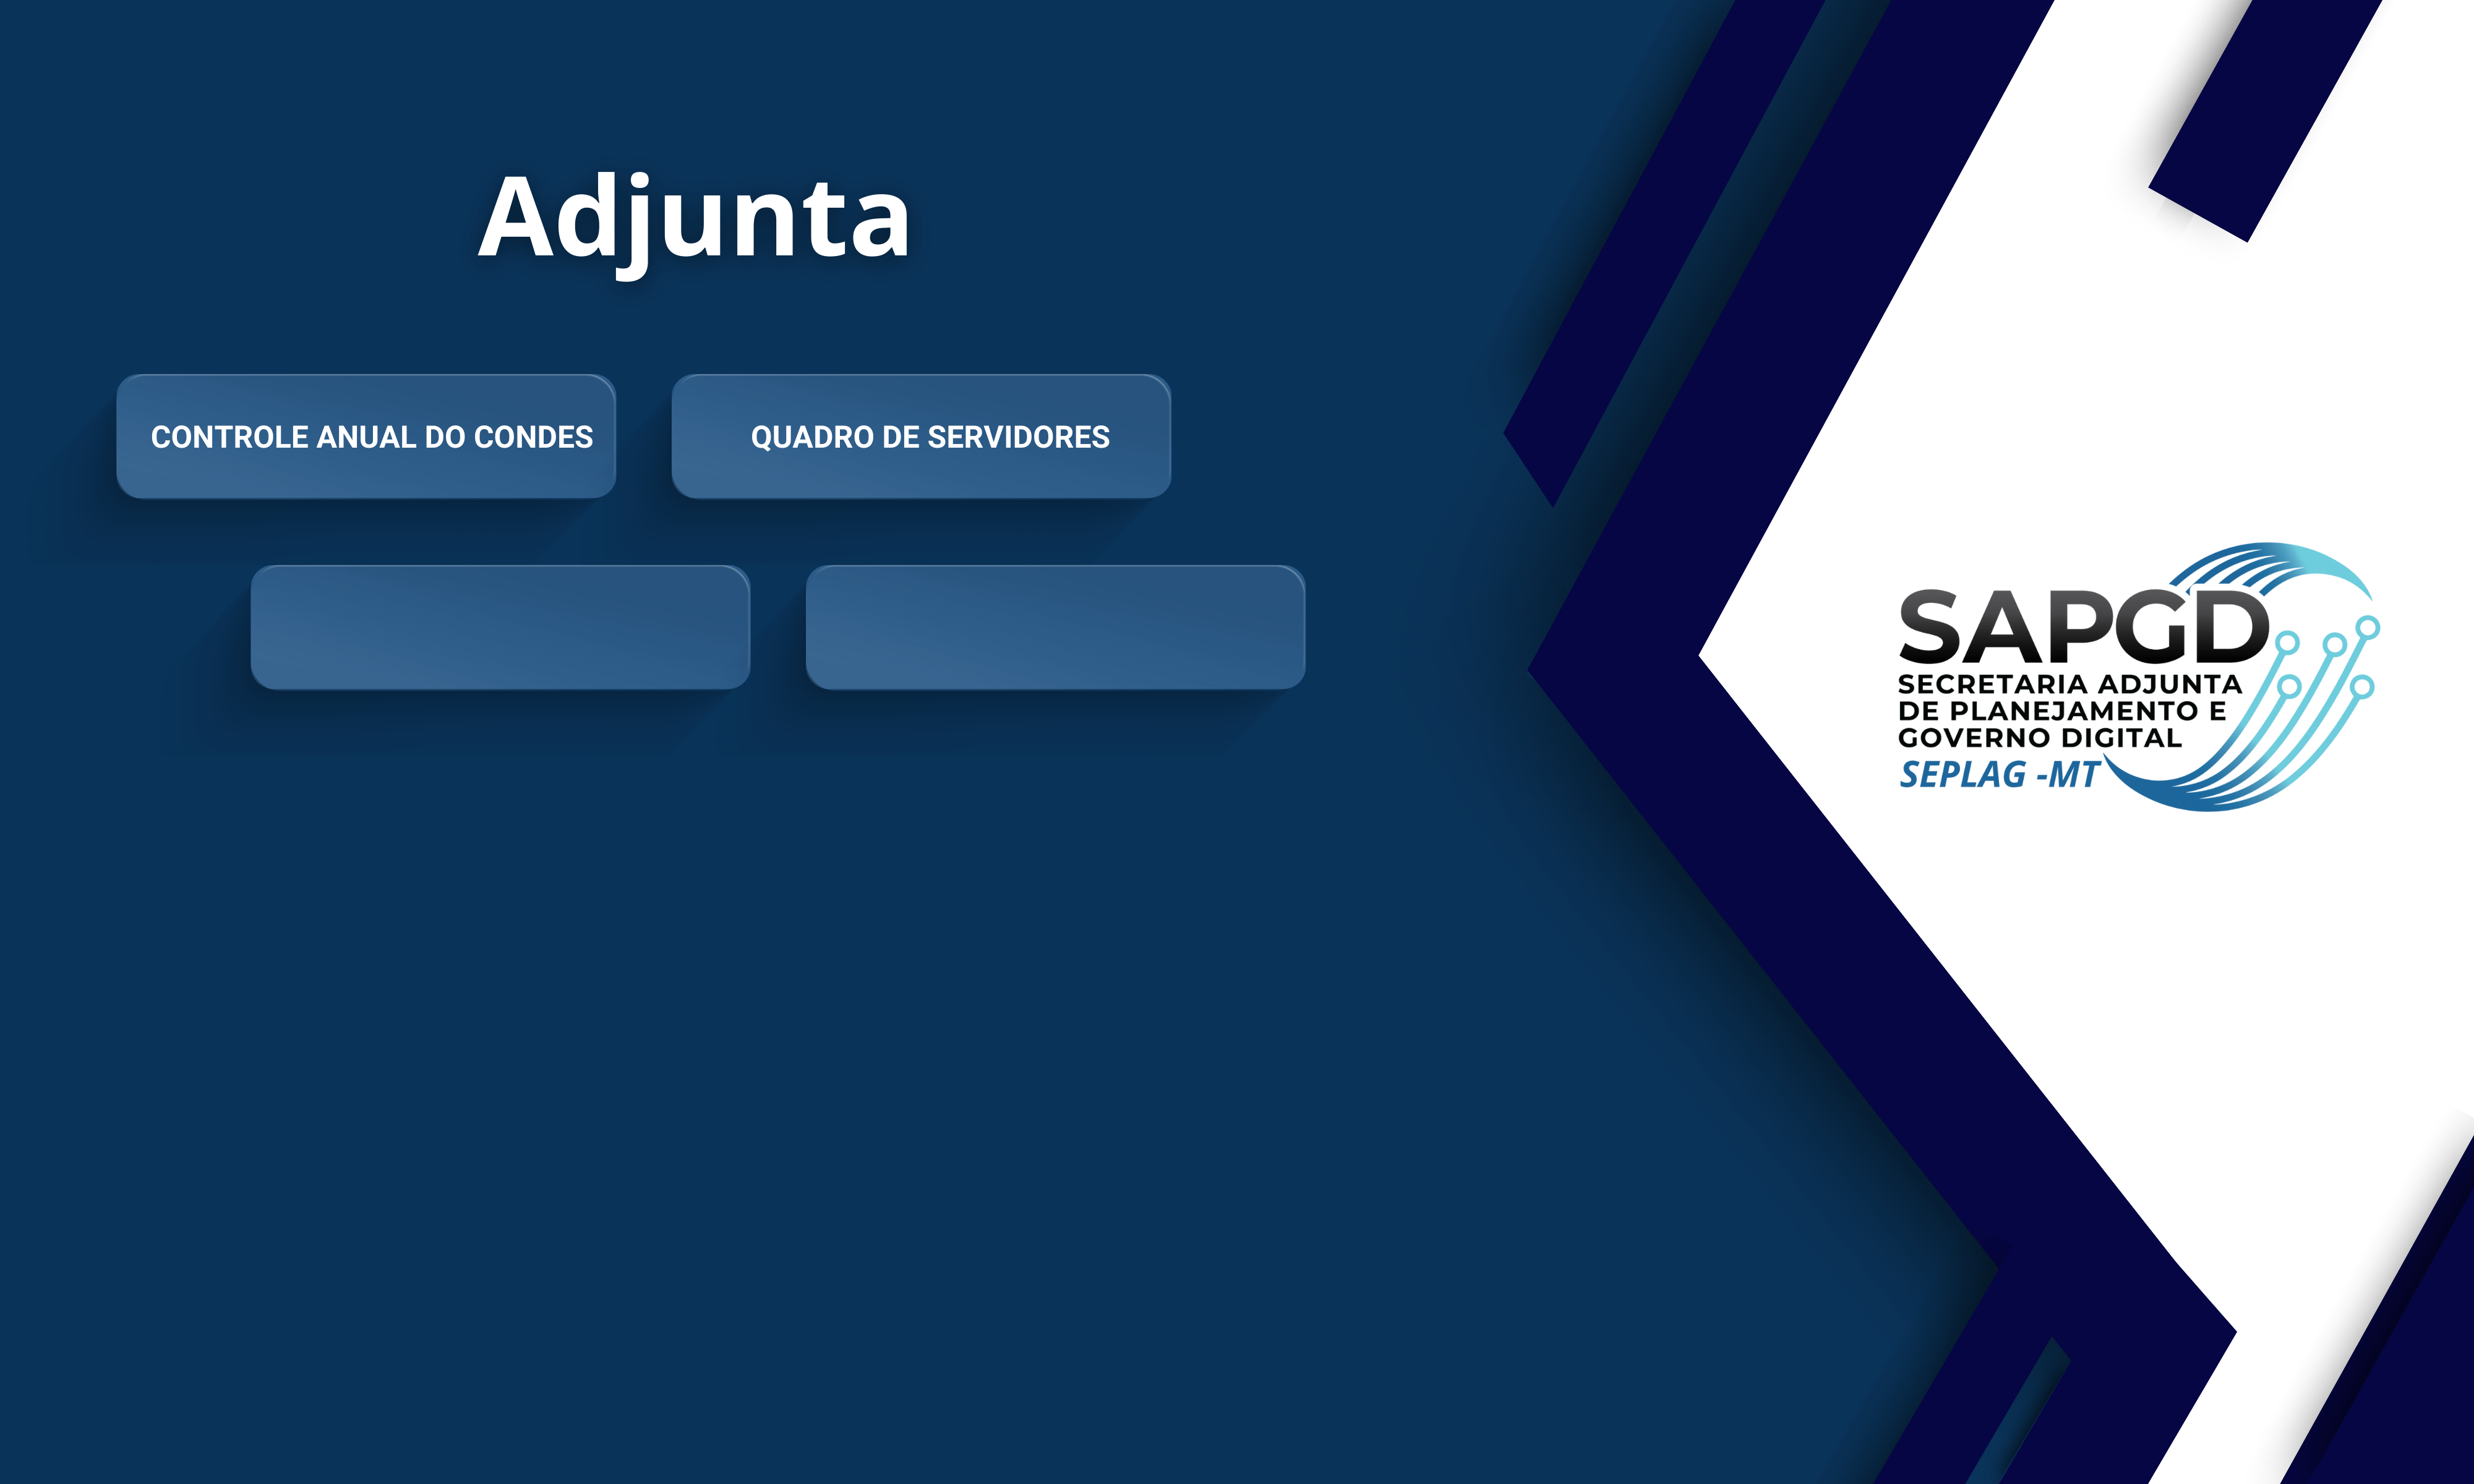 Adjunta
CONTROLE ANUAL DO CONDES
QUADRO DE SERVIDORES
SAPGD
SECRETARIA ADJUNTA
DE PLANEJAMENTO E
GOVERNO DIGITAL
SEPLAG -MT